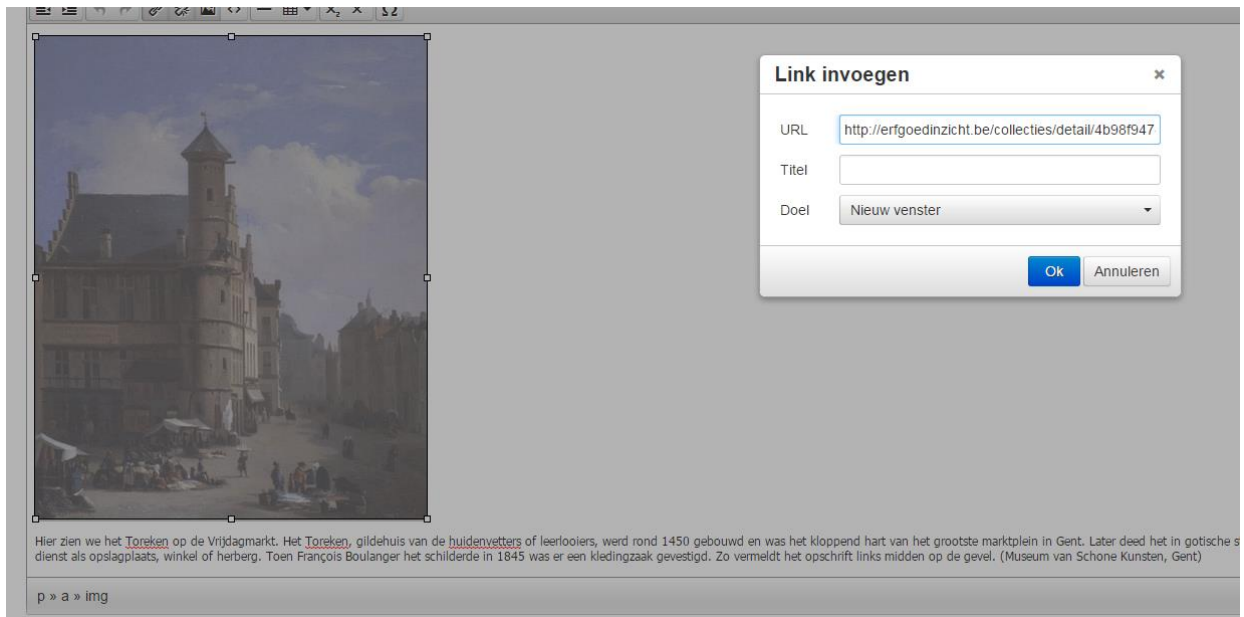 Link invoegen ×
URL http://erfgoedinzicht.be/collecties/detail/4b98f947
Titel
Doel Nieuw venster
Ok Annuleren
Hier zien we het Toreken op de Vrijdagmarkt. Het Toreken, gildehuis van de huidenvetters of leerlooiers, werd rond 1450 gebouwd en was het kloppend hart van het grootste marktplein in Gent. Later deed het in gotische s
dienst als opslagplaats, winkel of herberg. Toen François Boulanger het schilderde in 1845 was er een kledingzaak gevestigd. Zo vermeldt het opschrift links midden op de gevel. (Museum van Schone Kunsten, Gent)
p » a » img